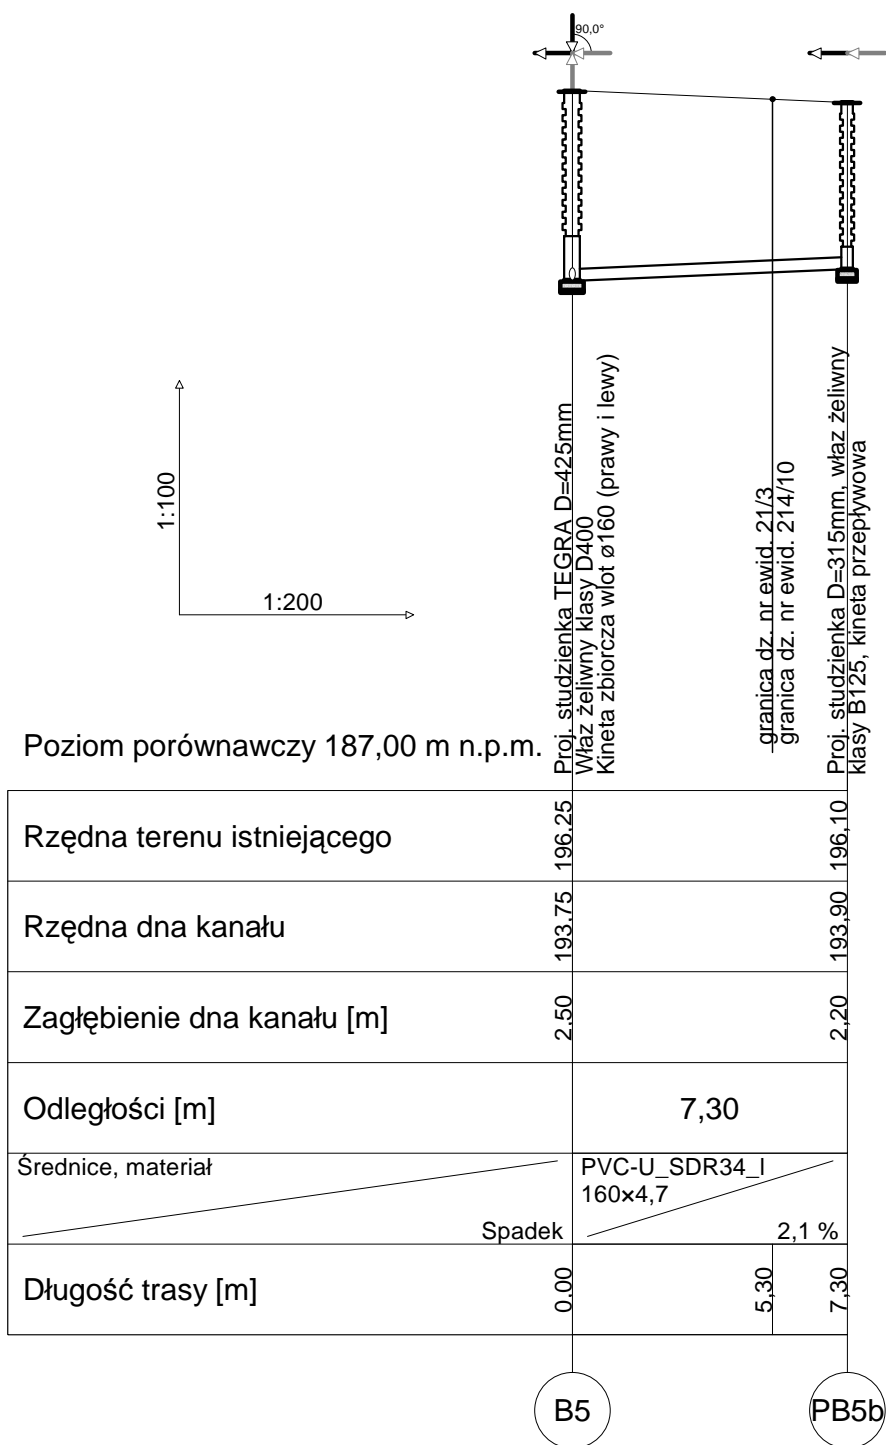 90,0°
1:100
1:200
Proj. studzienka TEGRA D=425mm
Właz żeliwny klasy D400
Kineta zbiorcza wlot ø160 (prawy i lewy)
granica dz. nr ewid. 21/3
granica dz. nr ewid. 214/10
Proj. studzienka D=315mm, właz żeliwny
klasy B125, kineta przepływowa
Poziom porównawczy 187,00 m n.p.m.
Rzędna terenu istniejącego
196.25
196,10
Rzędna dna kanału
193.75
193,90
Zagłębienie dna kanału [m]
2.50
2,20
Odległości [m]
7,30
Średnice, materiał
PVC-U_SDR34_I
160×4,7
Spadek
2,1 %
Długość trasy [m]
0.00
5,30
7,30
B5
PB5b